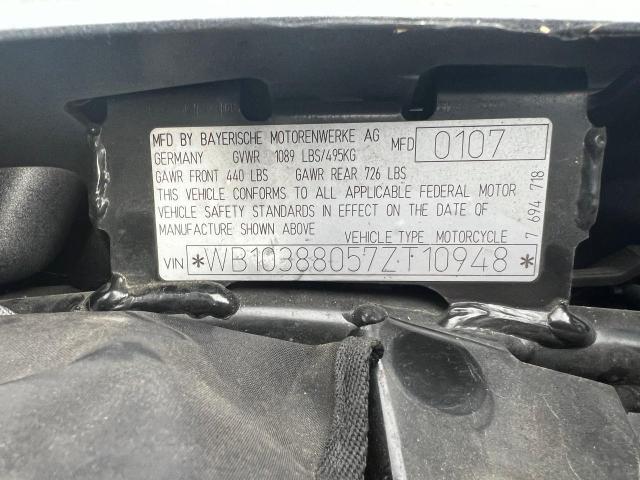 MFD BY BAYERISCHE MOTORENWERKE AG MFD 0107
GERMANY GVWR 1089 LBS/495KG
GAWR FRONT 440 LBS GAWR REAR 726 LBS
THIS VEHICLE CONFORMS TO ALL APPLICABLE FEDERAL MOTOR
VEHICLE SAFETY STANDARDS IN EFFECT ON THE DATE OF
MANUFACTURE SHOWN ABOVE
VEHICLE TYPE MOTORCYCLE
VIN *WB10388057ZT10948*
7 694 718